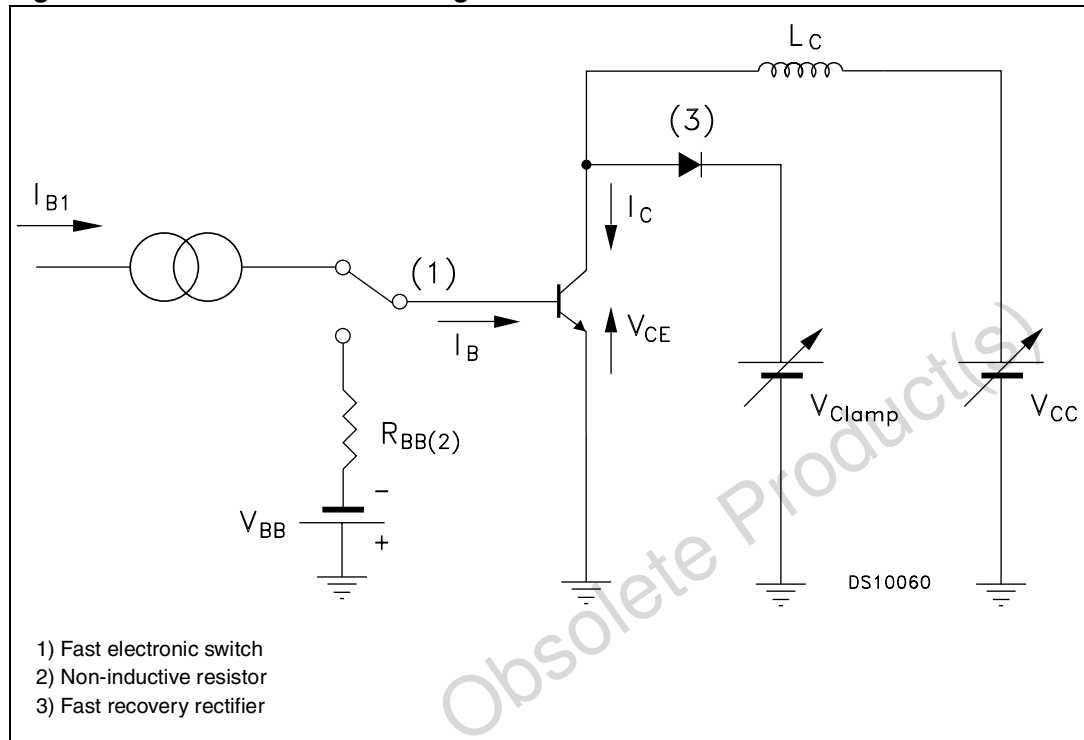 L C
(3)
I B1
I C
(1)
V CE
I B
V Clamp
V CC
R BB(2)
-
V BB
+
DS10060
1) Fast electronic switch
2) Non-inductive resistor
3) Fast recovery rectifier
Obsolete Product(s)